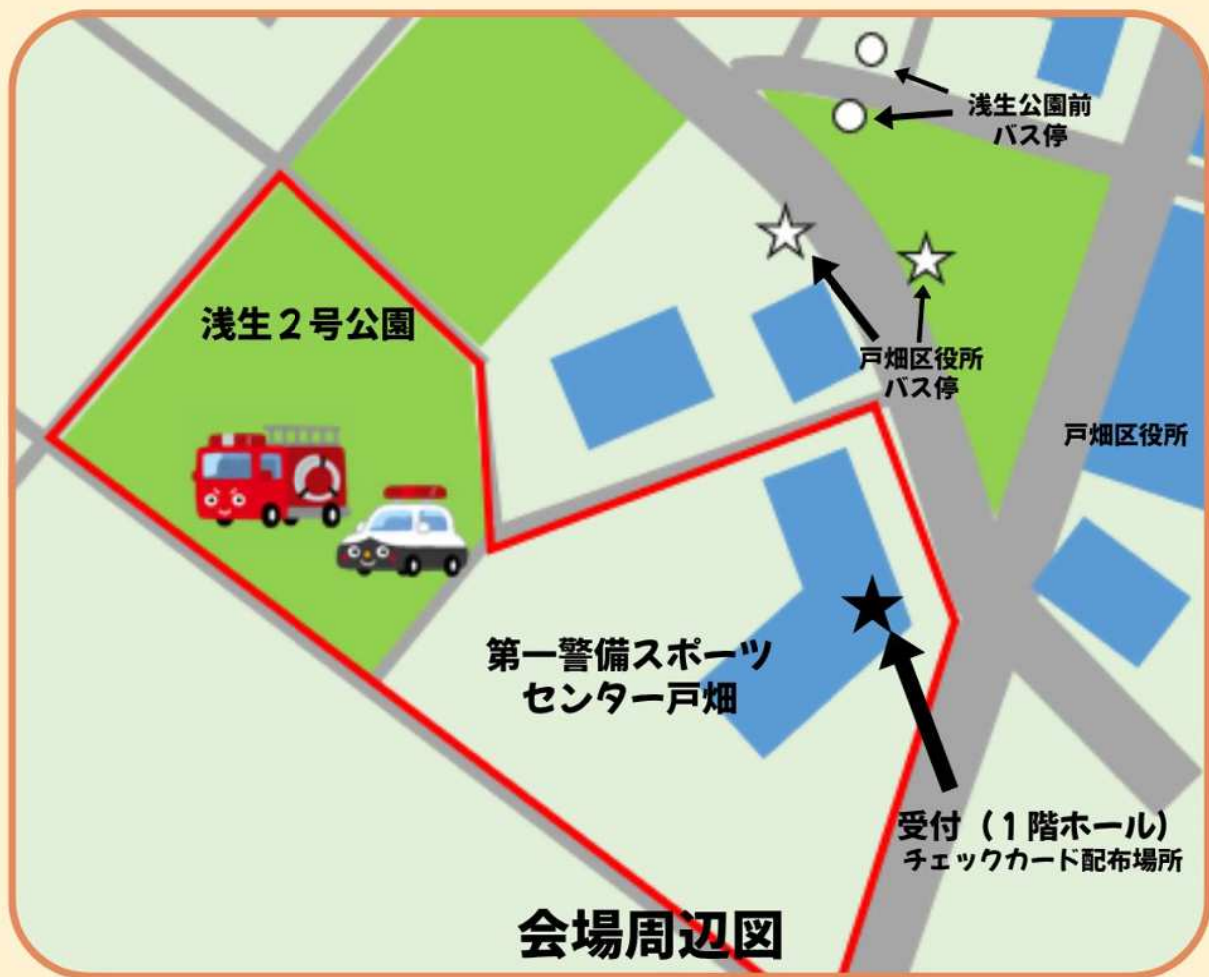 浅生公園前
バス停
浅生２号公園
戸畑区役所
バス停
戸畑区役所
第一警備スポーツ
センター戸畑
受付（１階ホール）
チェックカード配布場所
会場周辺図